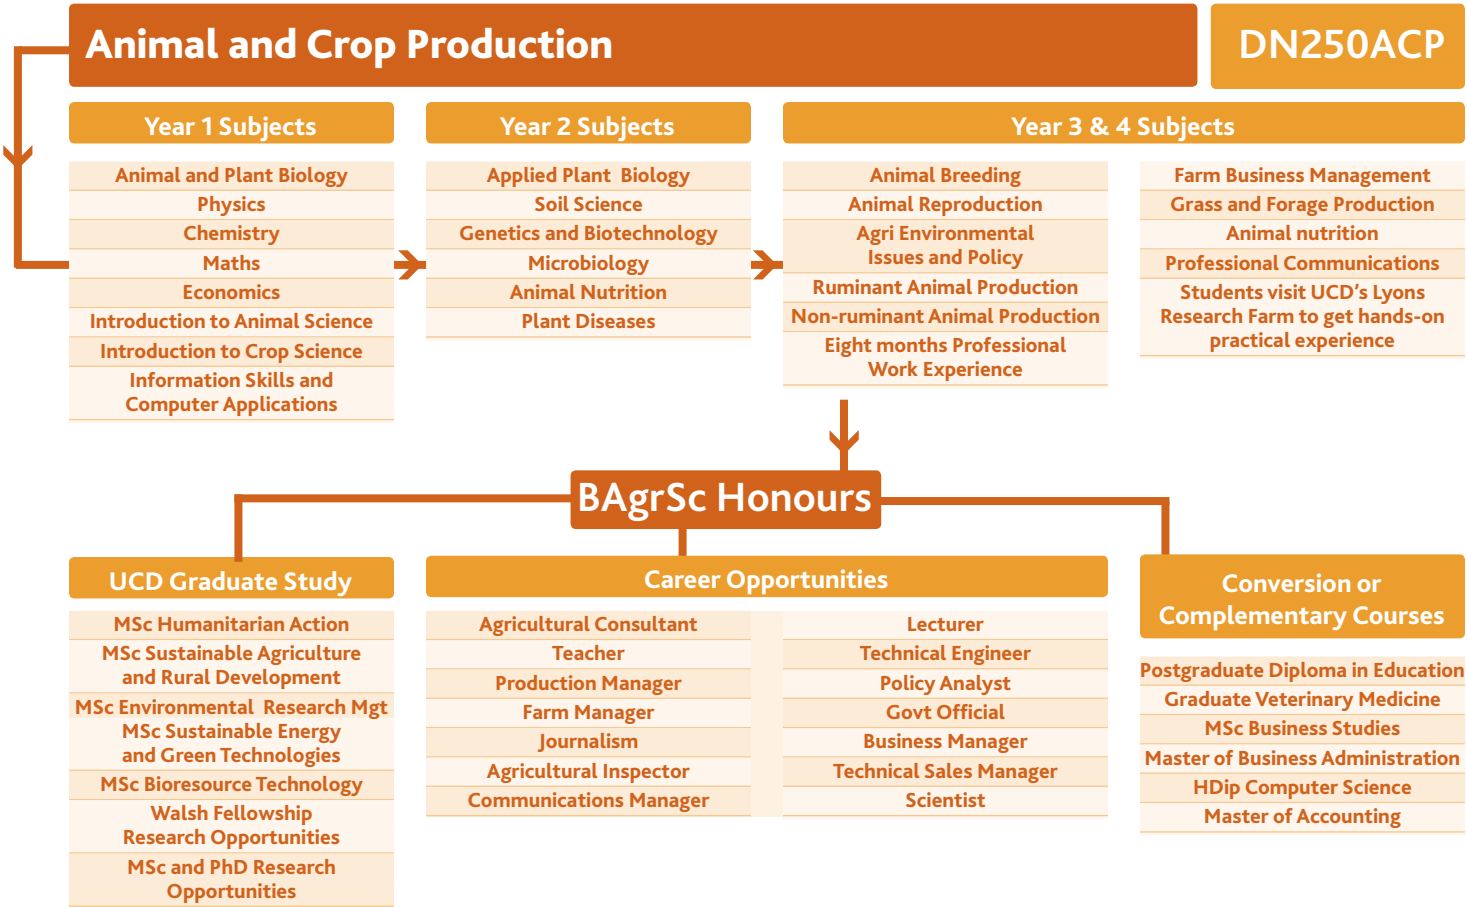 Animal and Crop Production
DN250ACP
Year 1 Subjects
Animal and Plant Biology
Physics
Chemistry
Maths
Economics
Introduction to Animal Science
Introduction to Crop Science
Information Skills and
Computer Applications
Year 2 Subjects
Applied Plant Biology
Soil Science
Genetics and Biotechnology
Microbiology
Animal Nutrition
Plant Diseases
Year 3 & 4 Subjects
Animal Breeding
Animal Reproduction
Agri Environmental
Issues and Policy
Ruminant Animal Production
Non-ruminant Animal Production
Eight months Professional
Work Experience
Farm Business Management
Grass and Forage Production
Animal nutrition
Professional Communications
Students visit UCD's Lyons
Research Farm to get hands-on
practical experience
BAgrSc Honours
UCD Graduate Study
MSc Humanitarian Action
MSc Sustainable Agriculture
and Rural Development
MSc Environmental Research Mgt
MSc Sustainable Energy
and Green Technologies
MSc Bioresource Technology
Walsh Fellowship
Research Opportunities
MSc and PhD Research
Opportunities
Career Opportunities
Agricultural Consultant
Teacher
Production Manager
Farm Manager
Journalism
Agricultural Inspector
Communications Manager
Lecturer
Technical Engineer
Policy Analyst
Govt Official
Business Manager
Technical Sales Manager
Scientist
Conversion or
Complementary Courses
Postgraduate Diploma in Education
Graduate Veterinary Medicine
MSc Business Studies
Master of Business Administration
HDip Computer Science
Master of Accounting